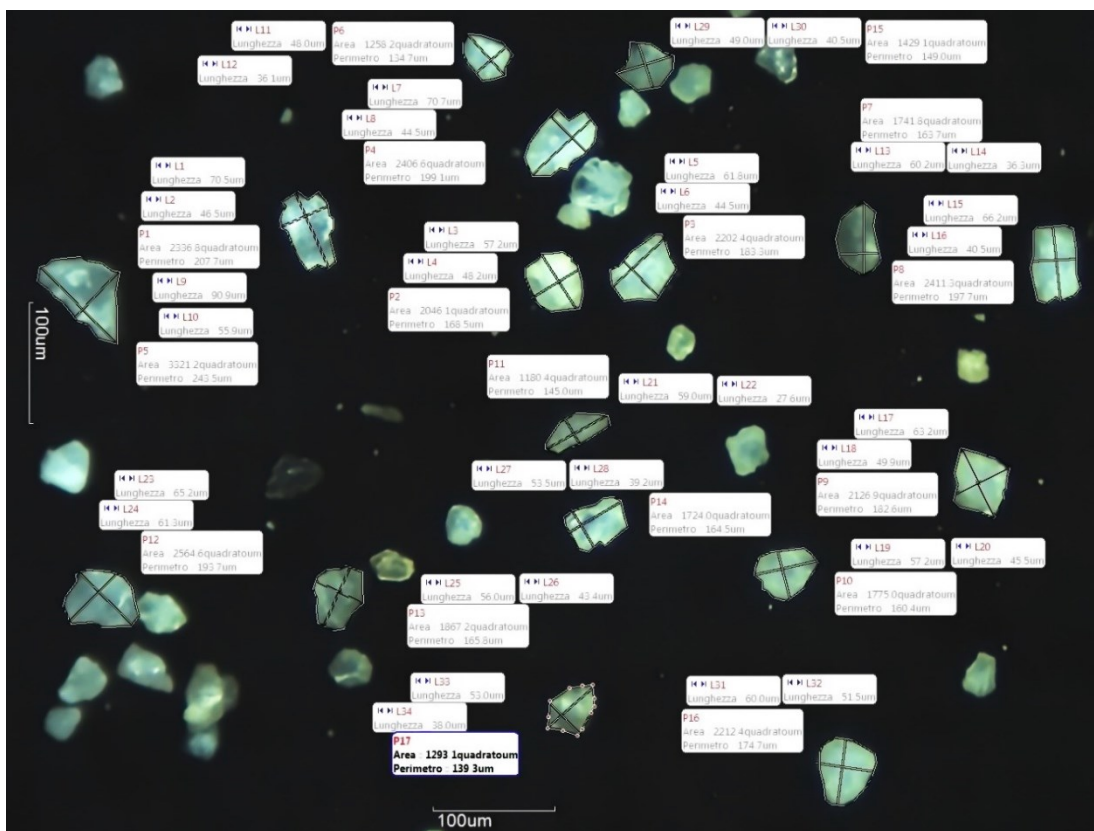 L11
Lunghezza 48.0um
L12
Lunghezza 36.1um
P6
Area 1258.2quadratoum
Perimetro 134.7um
L7
Lunghezza 70.7um
L8
Lunghezza 44.5um
P4
Area 2406.6quadratoum
Perimetro 199.1um
L29
Lunghezza 49.0um
L30
Lunghezza 40.5um
P15
Area 1429.1quadratoum
Perimetro 149.0um
P7
Area 1741.8quadratoum
Perimetro 163.7um
L13
Lunghezza 60.2um
L14
Lunghezza 36.3um
L1
Lunghezza 70.5um
L2
Lunghezza 46.5um
P1
Area 2336.8quadratoum
Perimetro 207.7um
L9
Lunghezza 90.9um
L10
Lunghezza 55.9um
P5
Area 3321.2quadratoum
Perimetro 243.5um
L3
Lunghezza 57.2um
L4
Lunghezza 48.2um
P2
Area 2046.1quadratoum
Perimetro 168.5um
L5
Lunghezza 61.8um
L6
Lunghezza 44.5um
P3
Area 2202.4quadratoum
Perimetro 183.3um
L15
Lunghezza 66.2um
L16
Lunghezza 40.5um
P8
Area 2411.3quadratoum
Perimetro 197.7um
100um
P11
Area 1180.4quadratoum
Perimetro 145.0um
L21
Lunghezza 59.0um
L22
Lunghezza 27.6um
L17
Lunghezza 63.2um
L18
Lunghezza 49.9um
P9
Area 2126.9quadratoum
Perimetro 182.6um
L23
Lunghezza 65.2um
L24
Lunghezza 61.3um
P12
Area 2564.6quadratoum
Perimetro 193.7um
L27
Lunghezza 53.5um
L28
Lunghezza 39.2um
P14
Area 1724.0quadratoum
Perimetro 164.5um
L19
Lunghezza 57.2um
L20
Lunghezza 45.5um
P10
Area 1775.0quadratoum
Perimetro 160.4um
L25
Lunghezza 56.0um
L26
Lunghezza 43.4um
P13
Area 1867.2quadratoum
Perimetro 165.8um
L33
Lunghezza 53.0um
L34
Lunghezza 38.0um
P17
Area 1293.1quadratoum
Perimetro 139.3um
L31
Lunghezza 60.0um
L32
Lunghezza 51.5um
P16
Area 2212.4quadratoum
Perimetro 174.7um
100um